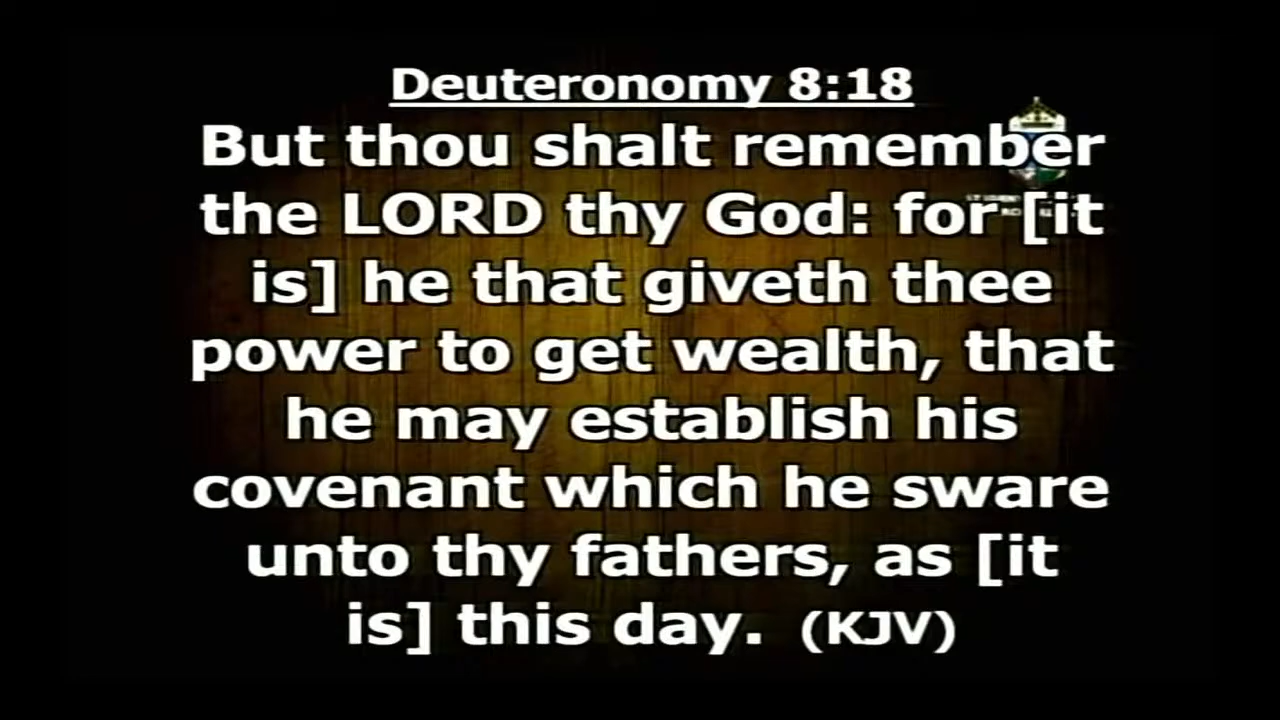 Deuteronomy 8:18
But thou shalt remember
the LORD thy God: for [it
is] he that giveth thee
power to get wealth, that
he may establish his
covenant which he sware
unto thy fathers, as [it
is] this day. (KJV)